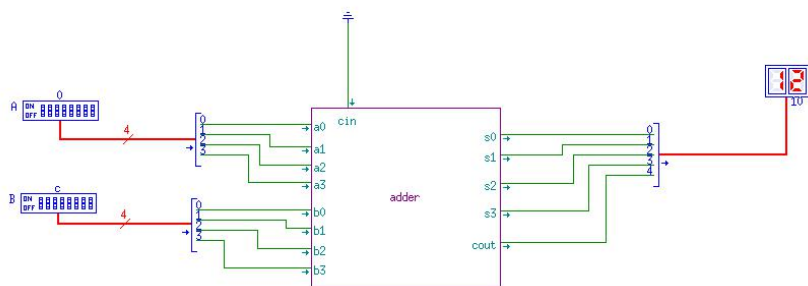 0
A ON
OFF
4
0
1
2
3
cin
a0
a1
a2
a3
adder
s0
s1
s2
s3
cout
0
1
2
3
4
12
10
c
B ON
OFF
4
0
1
2
3
b0
b1
b2
b3